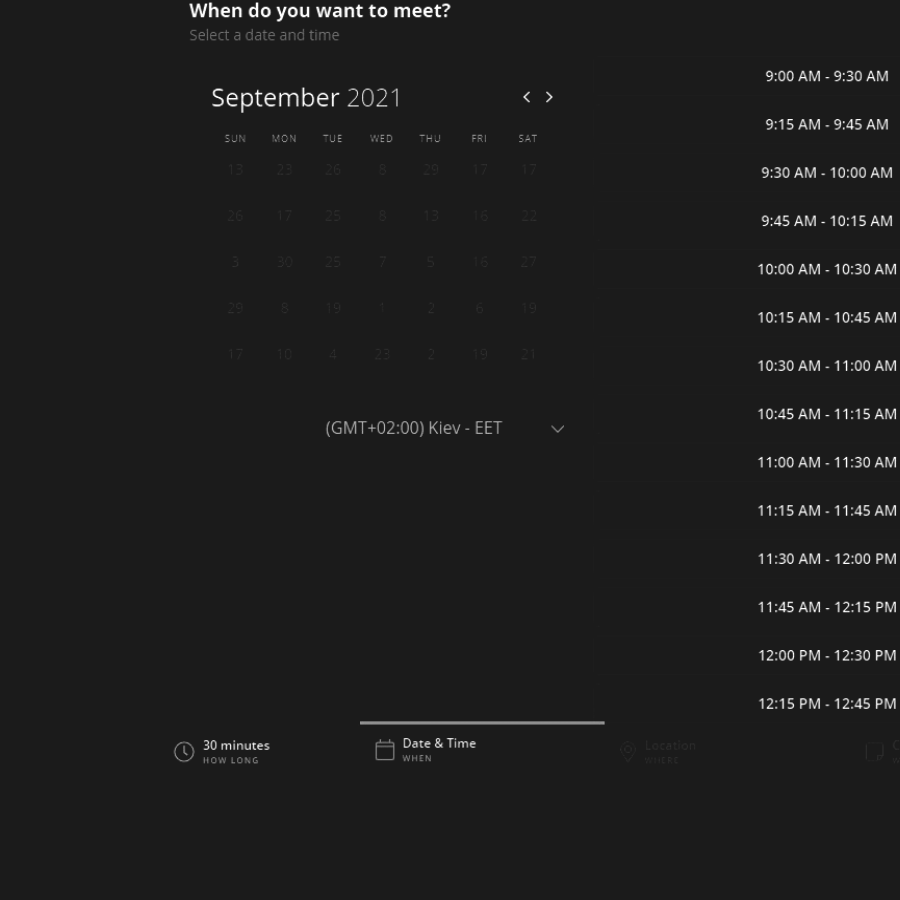 When do you want to meet?
Select a date and time
September 2021
SUN MON TUE WED THU FRI SAT
13 23 26 8 29 17 17
26 17 25 8 13 16 22
3 30 25 7 5 16 27
29 8 19 1 2 6 19
17 10 4 23 2 19 21
(GMT+02:00) Kiev - EET
9:00 AM - 9:30 AM
9:15 AM - 9:45 AM
9:30 AM - 10:00 AM
9:45 AM - 10:15 AM
10:00 AM - 10:30 AM
10:15 AM - 10:45 AM
10:30 AM - 11:00 AM
10:45 AM - 11:15 AM
11:00 AM - 11:30 AM
11:15 AM - 11:45 AM
11:30 AM - 12:00 PM
11:45 AM - 12:15 PM
12:00 PM - 12:30 PM
12:15 PM - 12:45 PM
30 minutes
HOW LONG
Date & Time
WHEN
Location
WHERE